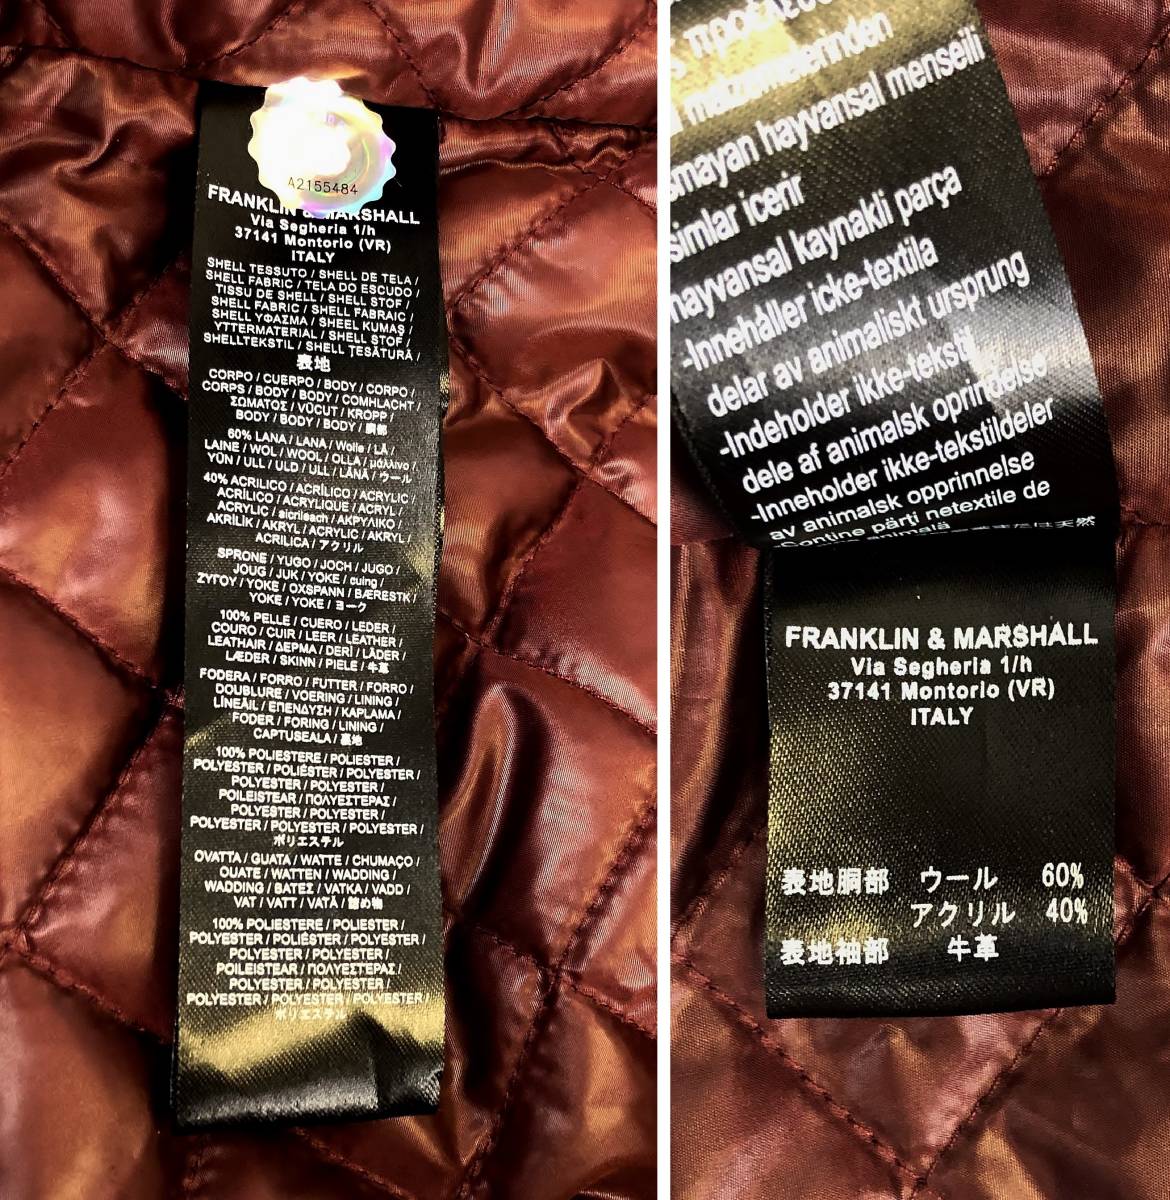 A2155484
FRANKLIN & MARSHALL
Via Segheria 1/h
37141 Montorio (VR)
ITALY
SHELL TESSUTO / SHELL DE TELA /
SHELL FABRIC / TELA DO ESCUDO /
TISSU DE SHELL / SHELL STOF /
SHELL FABRIC / SHELL FABRAIC /
SHELL ΥΦΑΣΜΑ / SHEEL KUMAŞ /
YTTERMATERIAL / SHELL STOF /
SHELLTEKSTIL / SHELL ŢESĂTURĂ /
表地
CORPO / CUERPO / BODY / CORPO /
CORPS / BODY / BODY / COMHLACHT /
ΣΩΜΑΤΟΣ / VÜCUT / KROPP /
BODY / BODY / BODY / 胴部
60% LANA / LANA / Wolle / LÃ /
LAINE / WOL / WOOL / OLLA / μάλλινο /
YÜN / ULL / ULD / ULL / LÂNĂ / ウール
40% ACRILICO / ACRÍLICO / ACRYLIC /
ACRÍLICO / ACRYLIQUE / ACRYL /
ACRYLIC / aicrileach / ΑΚΡΥΛΙΚΟ /
AKRİLİK / AKRYL / ACRYLIC / AKRYL /
ACRILICA / アクリル
SPRONE / YUGO / JOCH / JUGO /
JOUG / JUK / YOKE / cuing /
ΖΥΓΟΥ / YOKE / OXSPANN / BÆRESTK /
YOKE / YOKE / ヨーク
100% PELLE / CUERO / LEDER /
COURO / CUIR / LEER / LEATHER /
LEATHAIR / ΔΕΡΜΑ / DERİ / LÄDER /
LÆDER / SKINN / PIELE / 牛革
FODERA / FORRO / FUTTER / FORRO /
DOUBLURE / VOERING / LINING /
LÍNEÁIL / ΕΠΕΝΔΥΣΗ / KAPLAMA /
FODER / FORING / LINING /
CAPTUSEALA / 裏地
100% POLIESTERE / POLIESTER /
POLYESTER / POLIÉSTER / POLYESTER /
POLYESTER / POLYESTER /
POILEISTEAR / ΠΟΛΥΕΣΤΕΡΑΣ /
POLYESTER / POLYESTER /
POLYESTER / POLYESTER / POLYESTER /
ポリエステル
OVATTA / GUATA / WATTE / CHUMAÇO /
OUATE / WATTEN / WADDING /
WADDING / ΒΑΤΕΣ / VATKA / VADD /
VAT / VATT / VATĂ / 詰め物
100% POLIESTERE / POLIESTER /
POLYESTER / POLIÉSTER / POLYESTER /
POLYESTER / POLYESTER /
POILEISTEAR / ΠΟΛΥΕΣΤΕΡΑΣ /
POLYESTER / POLYESTER /
POLYESTER / POLYESTER / POLYESTER /
ポリエステル
hayvansal menseili
simlar icerir
hayvansal kaynakli parça
-Innehåller icke-textila
delar av animaliskt ursprung
-Indeholder ikke-tekstil
dele af animalsk oprindelse
-Inneholder ikke-tekstildeler
av animalsk opprinnelse
-Contine părti netextile de
FRANKLIN & MARSHALL
Via Segheria 1/h
37141 Montorio (VR)
ITALY
表地胴部 ウール 60%
アクリル 40%
表地袖部 牛革